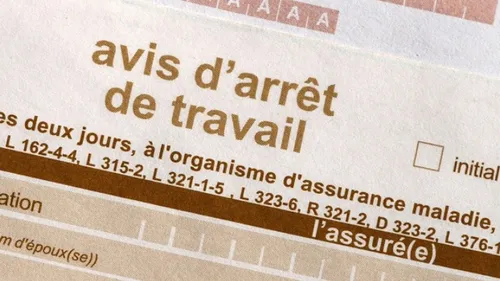 A A A A A
avis d'arrêt
de travail
initial
es deux jours, à l'organisme d'assurance maladie,
L 162-4-4, L 315-2, L 321-1-5 , L 323-6, R 321-2, D 323-2, L 376-1
l'assuré(e)
ation
m d'époux(se))